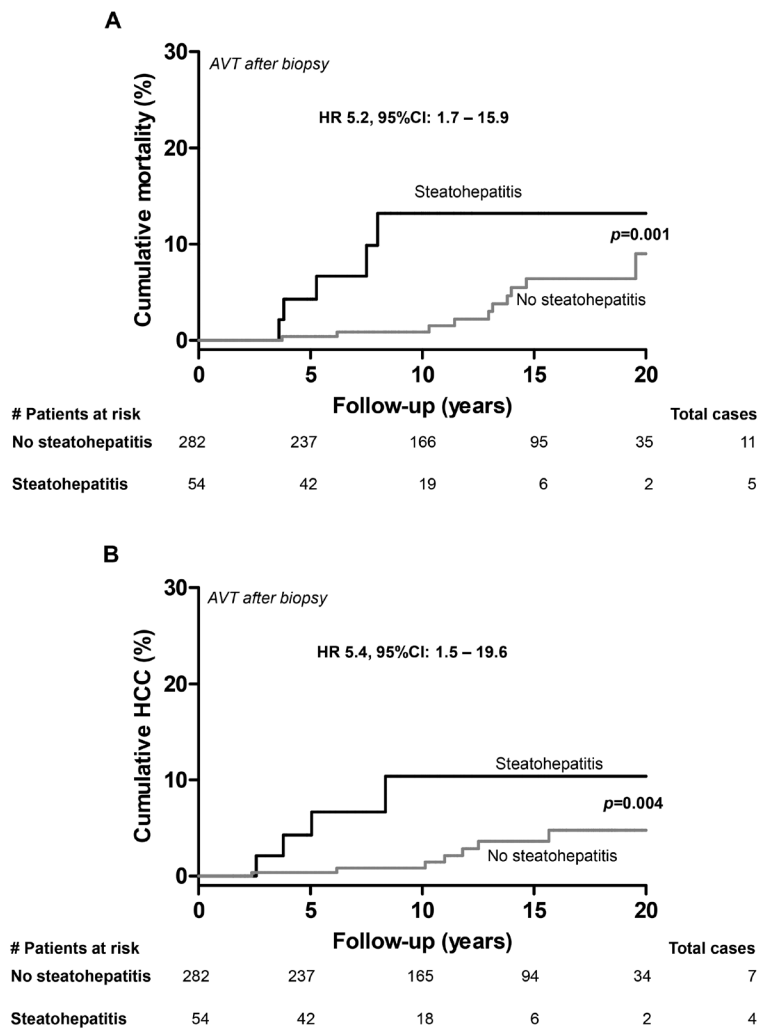 A
30
AVT after biopsy
HR 5.2, 95%CI: 1.7 – 15.9
20
Steatohepatitis
p=0.001
10
No steatohepatitis
0
Cumulative mortality (%)
0 5 10 15 20
Follow-up (years)
# Patients at risk Total cases
No steatohepatitis 282 237 166 95 35 11
Steatohepatitis 54 42 19 6 2 5
B
30
AVT after biopsy
HR 5.4, 95%CI: 1.5 – 19.6
20
Steatohepatitis
10
p=0.004
No steatohepatitis
0
Cumulative HCC (%)
0 5 10 15 20
Follow-up (years)
# Patients at risk Total cases
No steatohepatitis 282 237 165 94 34 7
Steatohepatitis 54 42 18 6 2 4